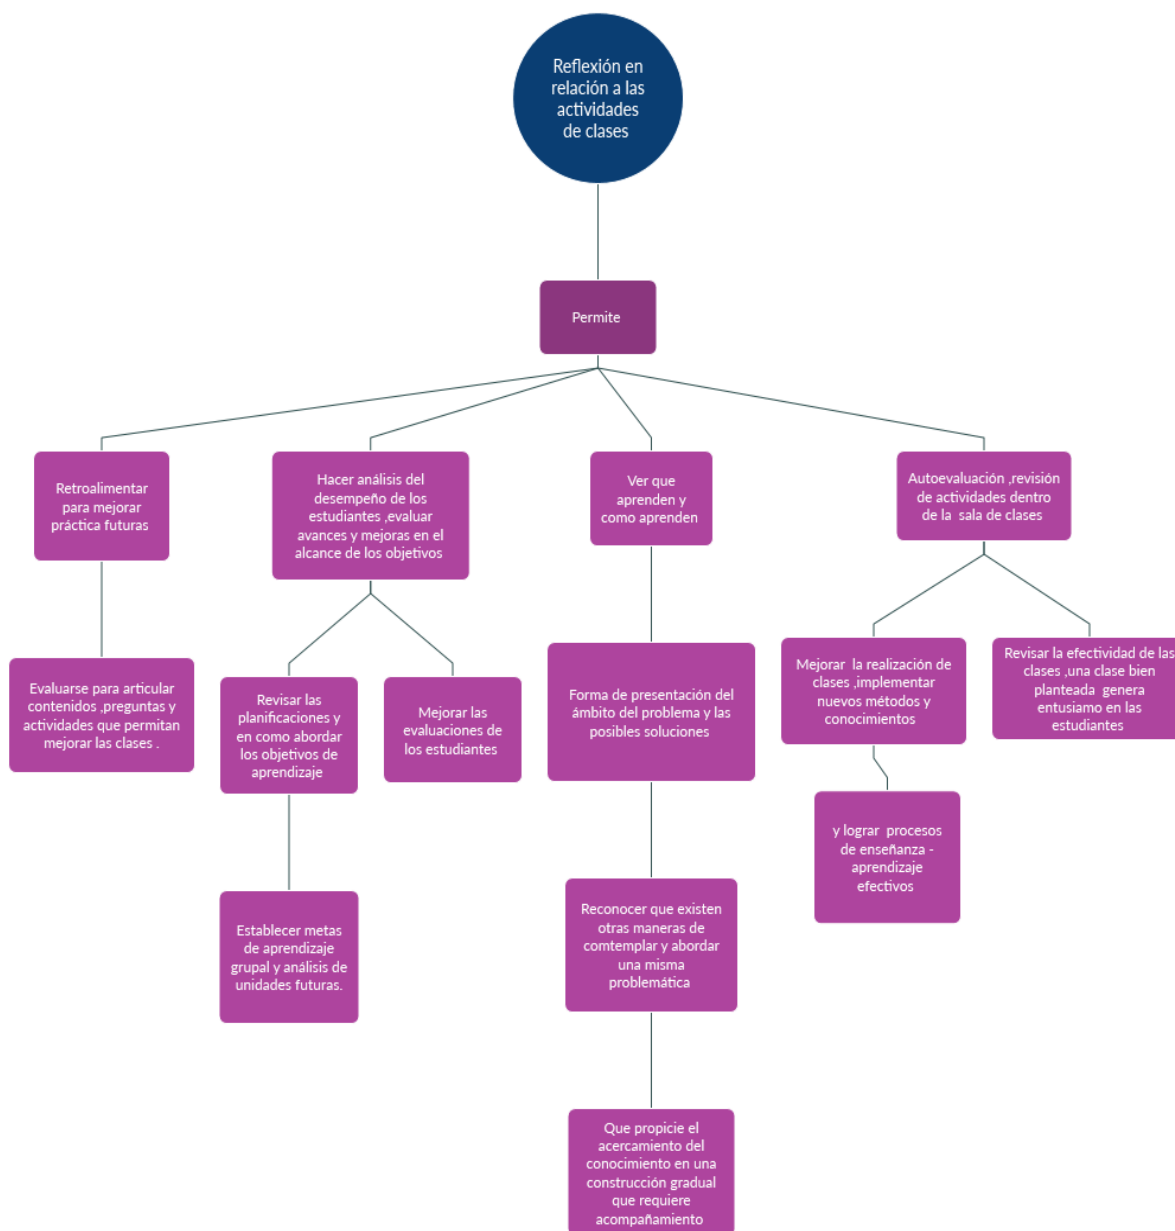 Reflexión en
relación a las
actividades
de clases
Permite
Retroalimentar
para mejorar
práctica futuras
Hacer análisis del
desempeño de los
estudiantes ,evaluar
avances y mejoras en el
alcance de los objetivos
Ver que
aprenden y
como aprenden
Autoevaluación ,revisión
de actividades dentro
de la sala de clases
Evaluarse para articular
contenidos ,preguntas y
actividades que permitan
mejorar las clases .
Revisar las
planificaciones y
en como abordar
los objetivos de
aprendizaje
Mejorar las
evaluaciones de
los estudiantes
Forma de presentación del
ámbito del problema y las
posibles soluciones
Mejorar la realización de
clases ,implementar
nuevos métodos y
conocimientos
Revisar la efectividad de las
clases ,una clase bien
planteada genera
entusiamo en las
estudiantes
Establecer metas
de aprendizaje
grupal y análisis de
unidades futuras.
Reconocer que existen
otras maneras de
comtemplar y abordar
una misma
problemática
y lograr procesos
de enseñanza -
aprendizaje
efectivos
Que propicie el
acercamiento del
conocimiento en una
construcción gradual
que requiere
acompañamiento